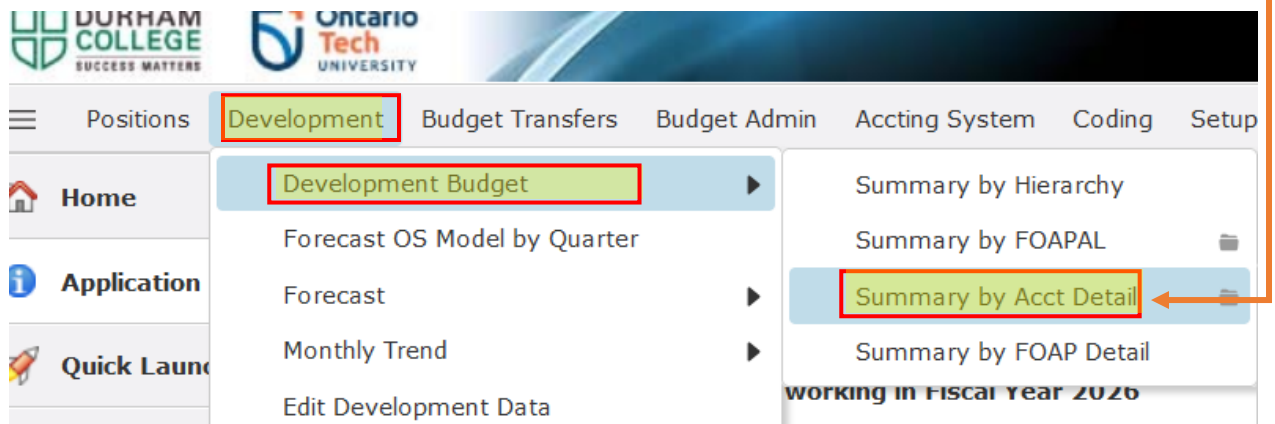 DURHAM
COLLEGE
SUCCESS MATTERS
Ontario
Tech
UNIVERSITY
Positions Development Budget Transfers Budget Admin Accting System Coding Setup
Home
Application
Quick Launc
Development Budget
Forecast OS Model by Quarter
Forecast
Monthly Trend
Edit Development Data
Summary by Hierarchy
Summary by FOAPAL
Summary by Acct Detail
Summary by FOAP Detail
working in Fiscal Year 2026